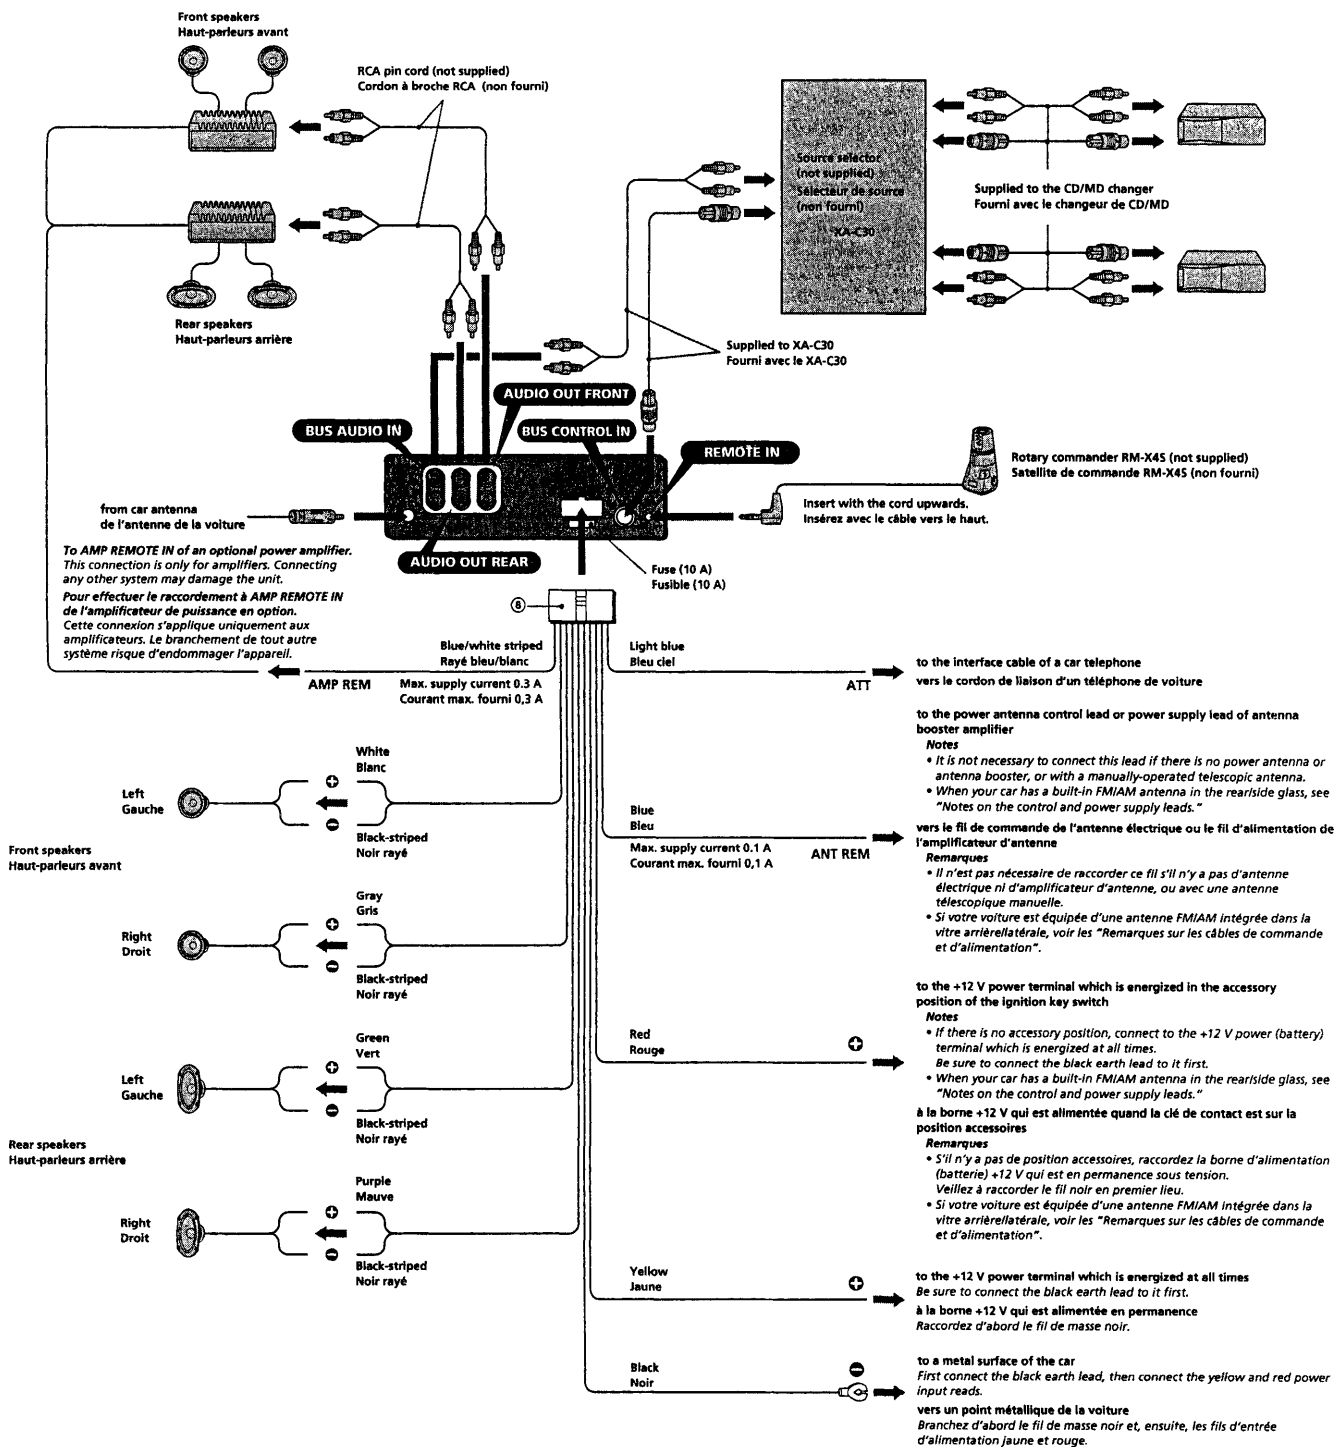 Front speakers
Haut-parleurs avant
RCA pin cord (not supplied)
Cordon à broche RCA (non fourni)
Source selector
(not supplied)
Sélecteur de source
(non fourni)
XA-C30
Supplied to the CD/MD changer
Fourni avec le changeur de CD/MD
Rear speakers
Haut-parleurs arrière
Supplied to XA-C30
Fourni avec le XA-C30
AUDIO OUT FRONT
BUS AUDIO IN
BUS CONTROL IN
REMOTE IN
Rotary commander RM-X4S (not supplied)
Satellite de commande RM-X4S (non fourni)
Insert with the cord upwards.
Insérez avec le câble vers le haut.
from car antenna
de l'antenne de la voiture
AUDIO OUT REAR
Fuse (10 A)
Fusible (10 A)
To AMP REMOTE IN of an optional power amplifier.
This connection is only for amplifiers. Connecting
any other system may damage the unit.
Pour effectuer le raccordement à AMP REMOTE IN
de l'amplificateur de puissance en option.
Cette connexion s'applique uniquement aux
amplificateurs. Le branchement de tout autre
système risque d'endommager l'appareil.
8
Blue/white striped
Rayé bleu/blanc
AMP REM
Max. supply current 0.3 A
Courant max. fourni 0,3 A
Light blue
Bleu ciel
ATT
to the interface cable of a car telephone
vers le cordon de liaison d'un téléphone de voiture
White
Blanc
+
Left
Gauche
−
Black-striped
Noir rayé
Front speakers
Haut-parleurs avant
Gray
Gris
+
Right
Droit
−
Black-striped
Noir rayé
Green
Vert
+
Left
Gauche
−
Black-striped
Noir rayé
Rear speakers
Haut-parleurs arrière
Purple
Mauve
+
Right
Droit
−
Black-striped
Noir rayé
Blue
Bleu
Max. supply current 0.1 A
Courant max. fourni 0,1 A
ANT REM
to the power antenna control lead or power supply lead of antenna
booster amplifier
Notes
• It is not necessary to connect this lead if there is no power antenna or
antenna booster, or with a manually-operated telescopic antenna.
• When your car has a built-in FM/AM antenna in the rear/side glass, see
"Notes on the control and power supply leads."
vers le fil de commande de l'antenne électrique ou le fil d'alimentation de
l'amplificateur d'antenne
Remarques
• Il n'est pas nécessaire de raccorder ce fil s'il n'y a pas d'antenne
électrique ni d'amplificateur d'antenne, ou avec une antenne
télescopique manuelle.
• Si votre voiture est équipée d'une antenne FM/AM intégrée dans la
vitre arrière/latérale, voir les "Remarques sur les câbles de commande
et d'alimentation".
Red
Rouge
+
to the +12 V power terminal which is energized in the accessory
position of the ignition key switch
Notes
• If there is no accessory position, connect to the +12 V power (battery)
terminal which is energized at all times.
Be sure to connect the black earth lead to it first.
• When your car has a built-in FM/AM antenna in the rear/side glass, see
"Notes on the control and power supply leads."
à la borne +12 V qui est alimentée quand la clé de contact est sur la
position accessoires
Remarques
• S'il n'y a pas de position accessoires, raccordez la borne d'alimentation
(batterie) +12 V qui est en permanence sous tension.
Veillez à raccorder le fil noir en premier lieu.
• Si votre voiture est équipée d'une antenne FM/AM intégrée dans la
vitre arrière/latérale, voir les "Remarques sur les câbles de commande
et d'alimentation".
Yellow
Jaune
+
to the +12 V power terminal which is energized at all times
Be sure to connect the black earth lead to it first.
à la borne +12 V qui est alimentée en permanence
Raccordez d'abord le fil de masse noir.
Black
Noir
−
to a metal surface of the car
First connect the black earth lead, then connect the yellow and red power
input reads.
vers un point métallique de la voiture
Branchez d'abord le fil de masse noir et, ensuite, les fils d'entrée
d'alimentation jaune et rouge.